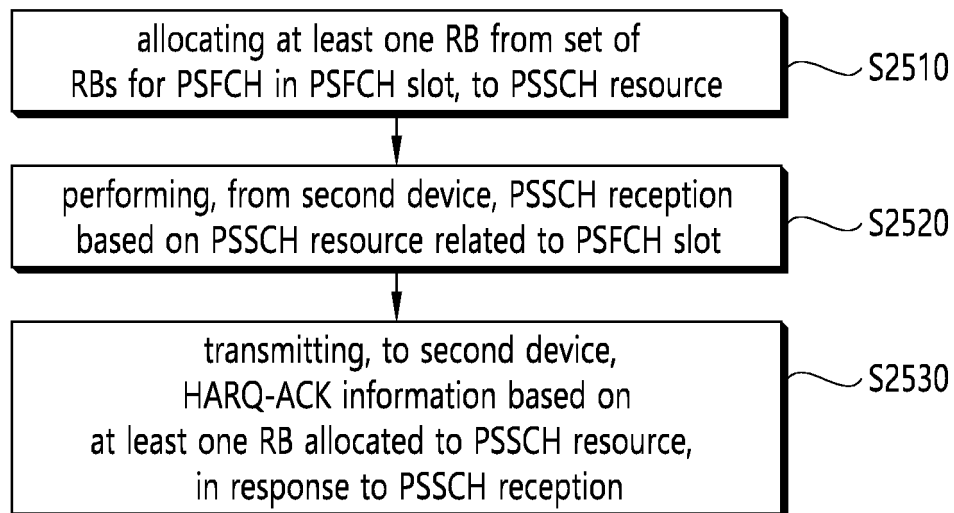 allocating at least one RB from set of
RBs for PSFCH in PSFCH slot, to PSSCH resource
S2510
performing, from second device, PSSCH reception
based on PSSCH resource related to PSFCH slot
S2520
transmitting, to second device,
HARQ-ACK information based on
at least one RB allocated to PSSCH resource,
in response to PSSCH reception
S2530